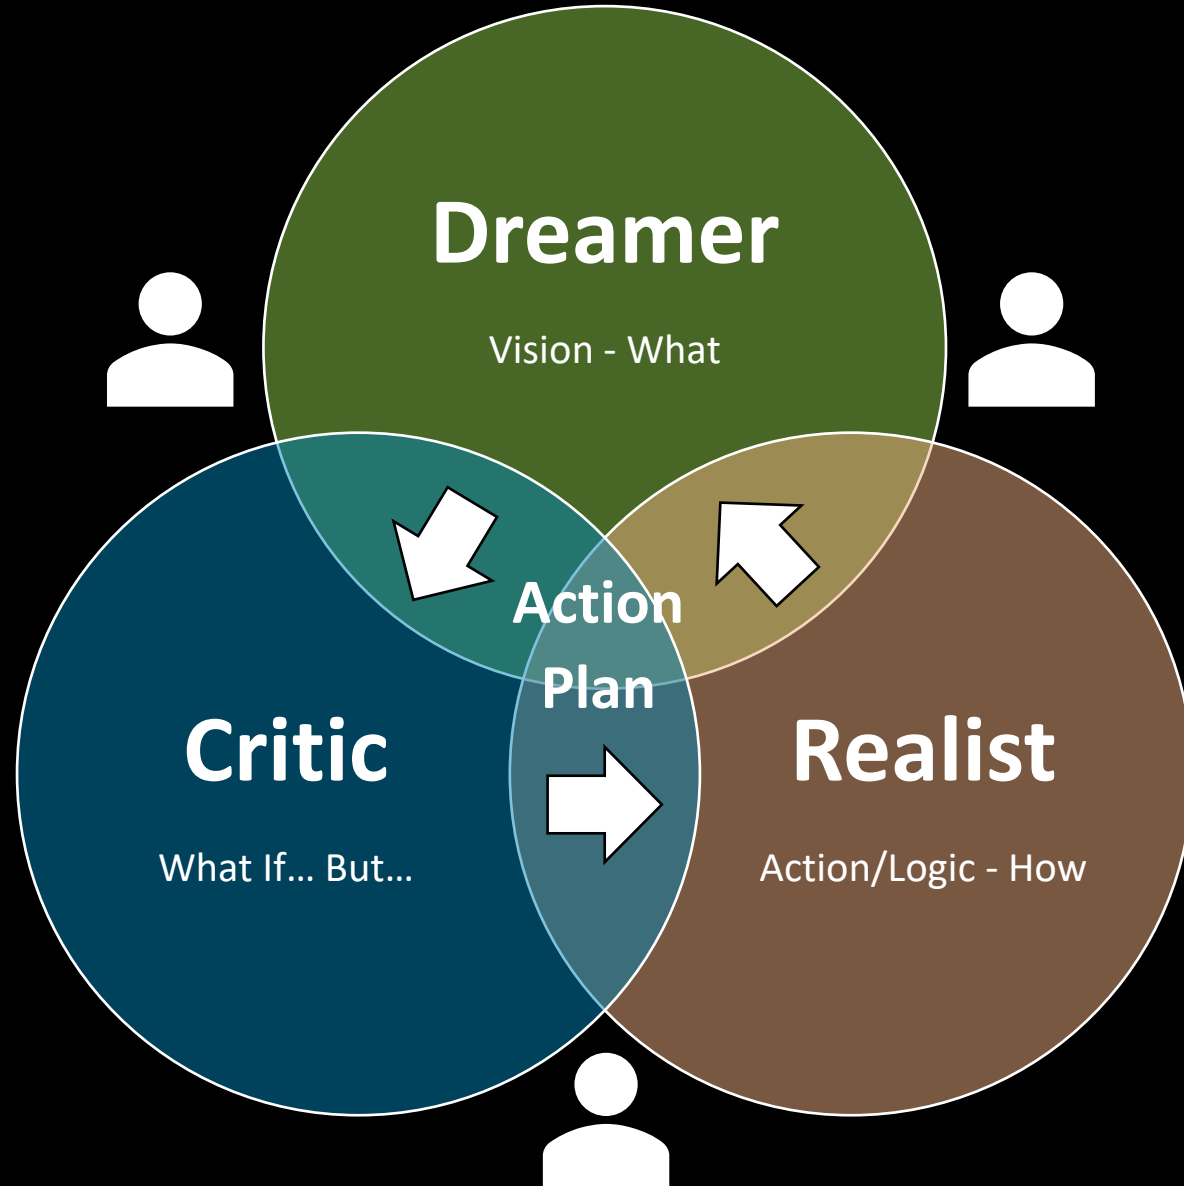 Dreamer
Vision - What
Action
Plan
Critic
What If... But...
Realist
Action/Logic - How